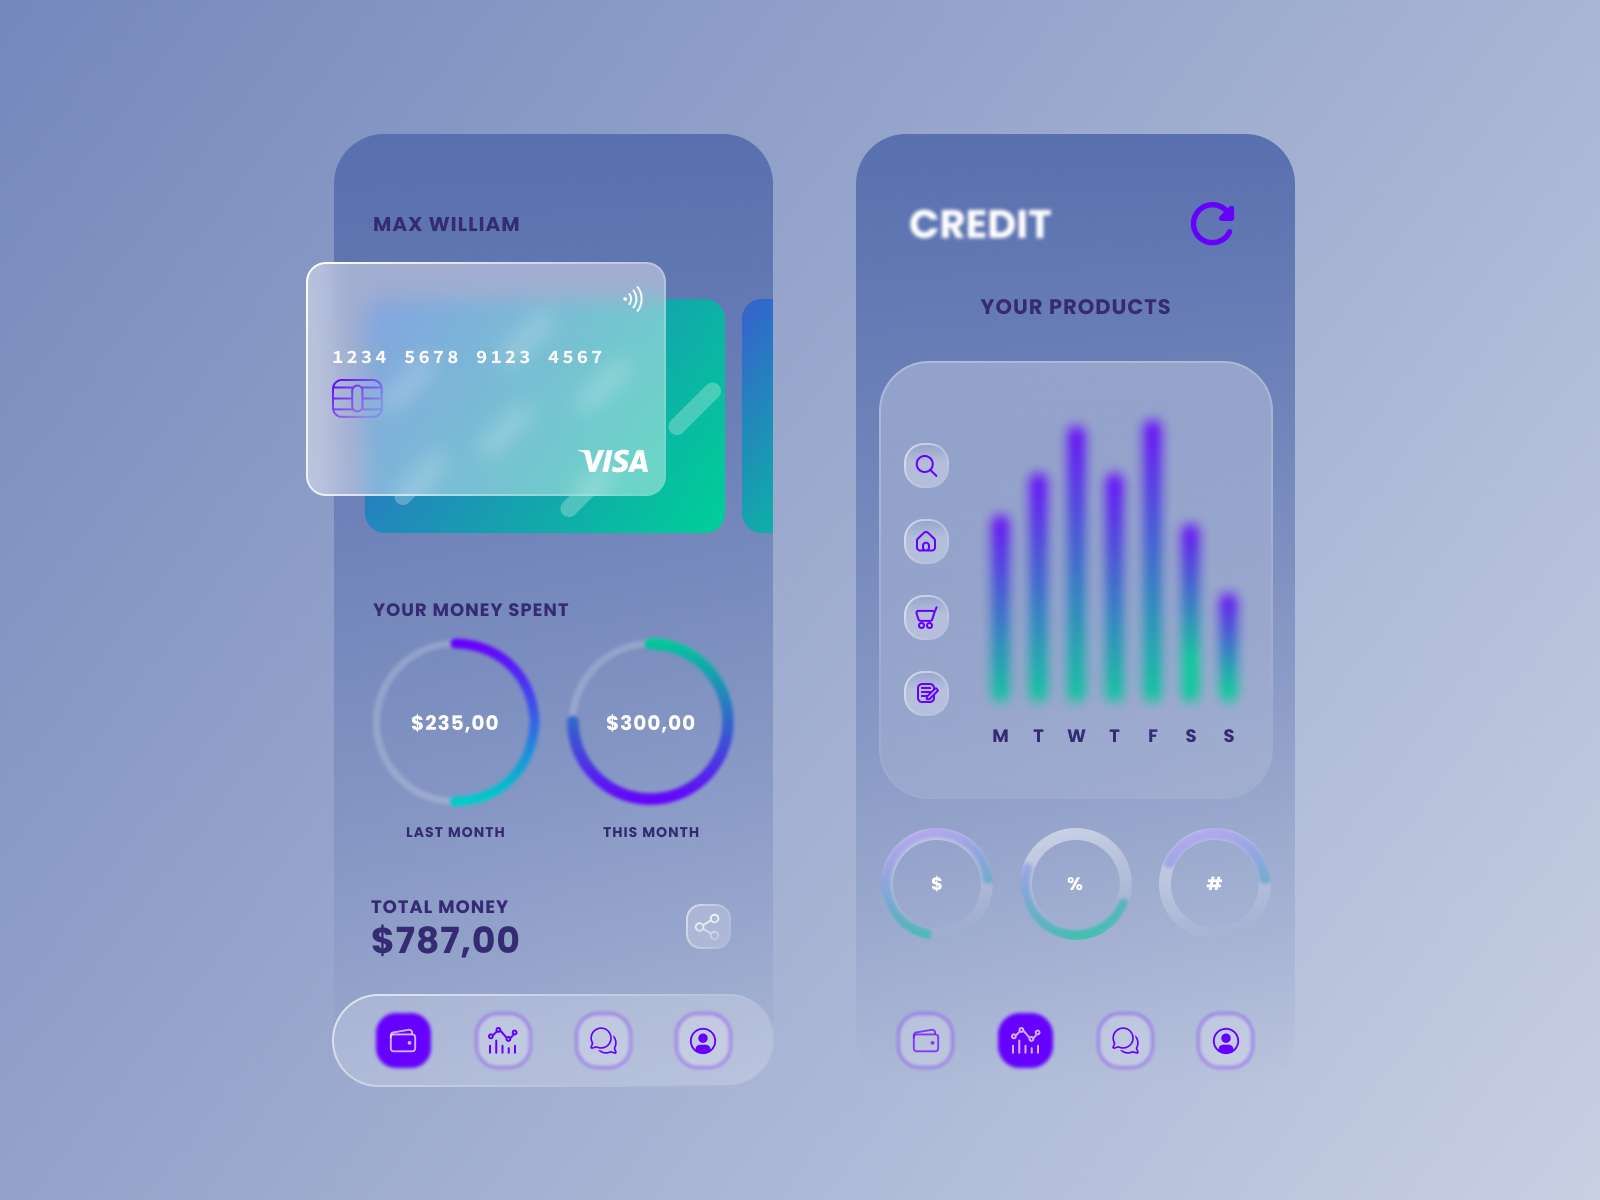 MAX WILLIAM
1234 5678 9123 4567
VISA
YOUR MONEY SPENT
$235,00
$300,00
LAST MONTH
THIS MONTH
TOTAL MONEY
$787,00
CREDIT
YOUR PRODUCTS
M T W T F S S
$
%
#